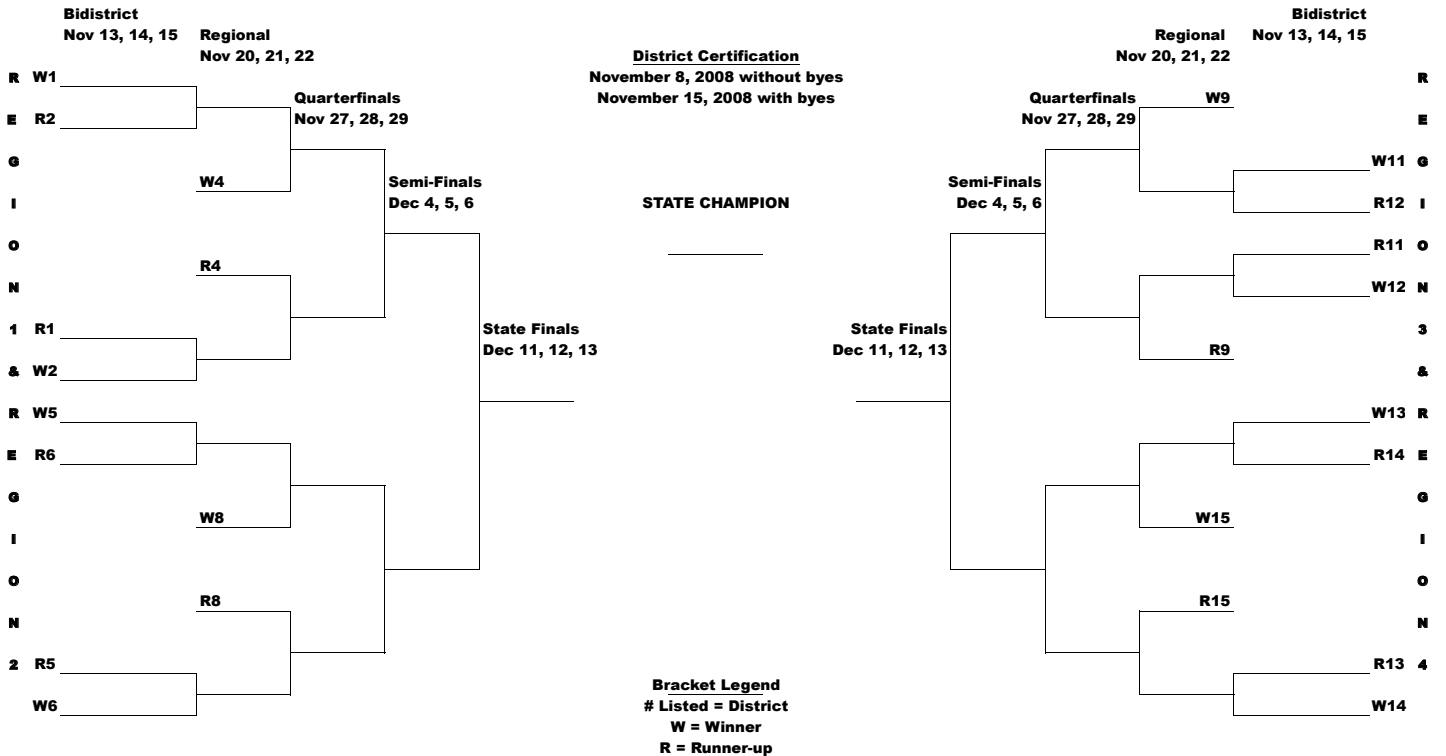 Bidistrict
Nov 13, 14, 15
Regional
Nov 20, 21, 22
Quarterfinals
Nov 27, 28, 29
Semi-Finals
Dec 4, 5, 6
State Finals
Dec 11, 12, 13
REGION 1 & REGION 2
W1
R2
W4
R4
R1
W2
W5
R6
W8
R8
R5
W6
District Certification
November 8, 2008 without byes
November 15, 2008 with byes
STATE CHAMPION
Bracket Legend
# Listed = District
W = Winner
R = Runner-up
Bidistrict
Nov 13, 14, 15
Regional
Nov 20, 21, 22
Quarterfinals
Nov 27, 28, 29
Semi-Finals
Dec 4, 5, 6
State Finals
Dec 11, 12, 13
W9
W11
R12
R11
W12
R9
W13
R14
W15
R15
R13
W14
REGION 3 & REGION 4